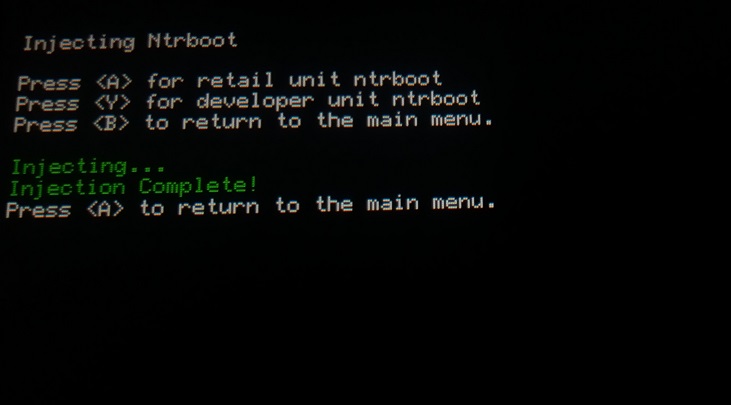 Injecting Ntrboot
Press <A> for retail unit ntrboot
Press <Y> for developer unit ntrboot
Press <B> to return to the main menu.
Injecting...
Injection Complete!
Press <A> to return to the main menu.